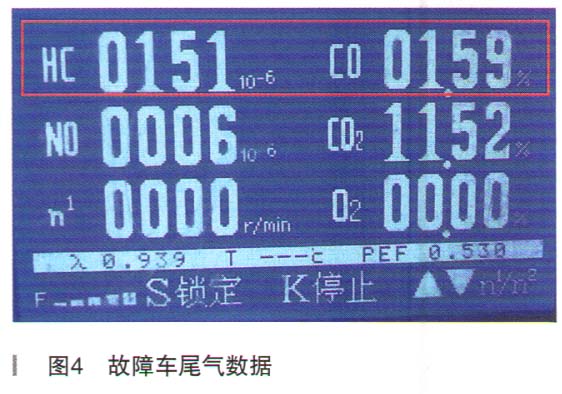 HC 0151 10-6 CO 01.59 %
NO 0006 10-6 CO2 11.52 %
n1 0000 r/min O2 00.00 %
λ 0.939 T ---c PEF 0.530
S锁定 K停止 ▲▼ n1/n2
图4 故障车尾气数据